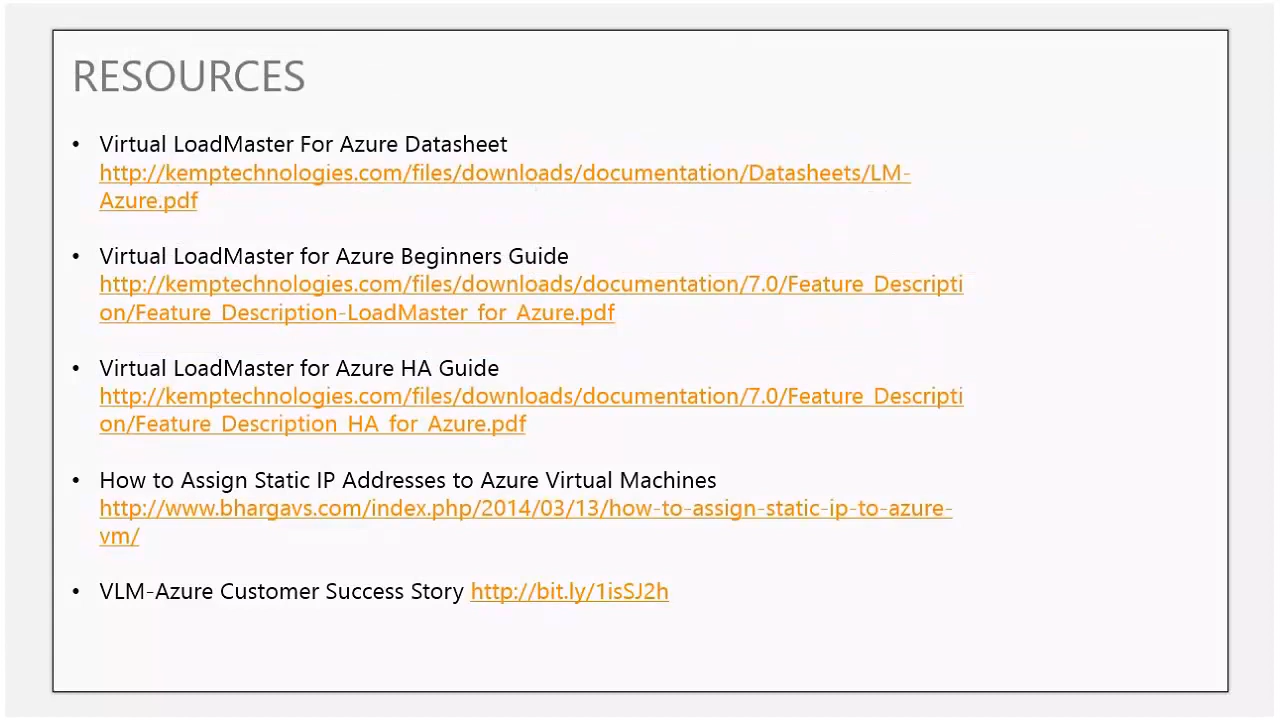 RESOURCES
• Virtual LoadMaster For Azure Datasheet
http://kemptechnologies.com/files/downloads/documentation/Datasheets/LM-
Azure.pdf
• Virtual LoadMaster for Azure Beginners Guide
http://kemptechnologies.com/files/downloads/documentation/7.0/Feature_Descripti
on/Feature_Description-LoadMaster_for_Azure.pdf
• Virtual LoadMaster for Azure HA Guide
http://kemptechnologies.com/files/downloads/documentation/7.0/Feature_Descripti
on/Feature_Description_HA_for_Azure.pdf
• How to Assign Static IP Addresses to Azure Virtual Machines
http://www.bhargavs.com/index.php/2014/03/13/how-to-assign-static-ip-to-azure-
vm/
• VLM-Azure Customer Success Story http://bit.ly/1isSJ2h